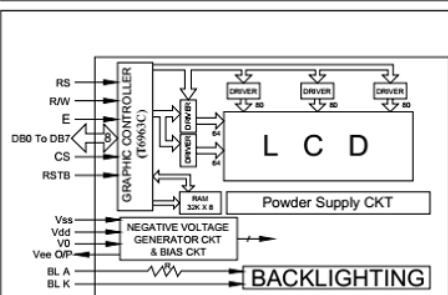 RS
R/W
E
DB0 To DB7
8
CS
RSTB
GRAPHIC CONTROLLER
(T6963C)
DRIVER
DRIVER
64
64
DRIVER
80
DRIVER
80
DRIVER
80
L C D
RAM
32K X 8
Powder Supply CKT
Vss
Vdd
V0
Vee O/P
NEGATIVE VOLTAGE
GENERATOR CKT
& BIAS CKT
BL A
R
BL K
BACKLIGHTING